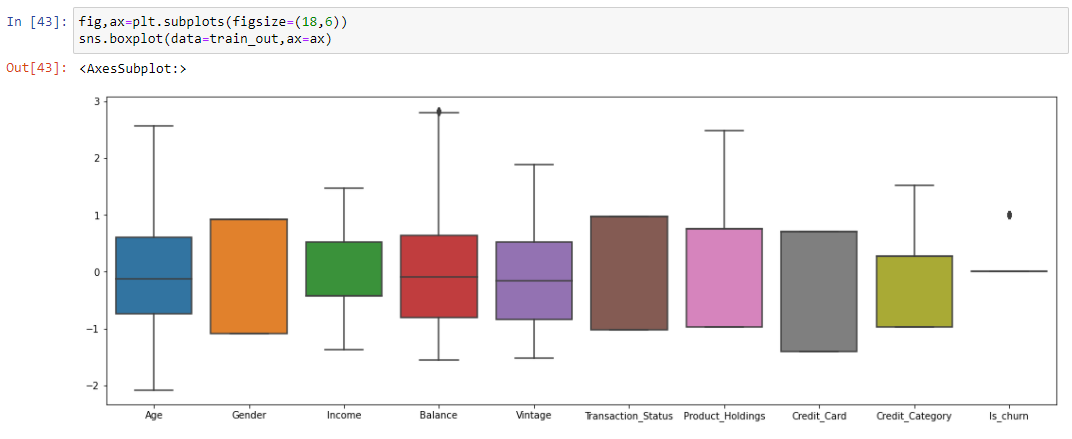 In [43]: fig,ax=plt.subplots(figsize=(18,6))
sns.boxplot(data=train_out,ax=ax)
Out[43]: <AxesSubplot:>
3
2
1
0
−1
−2
Age Gender Income Balance Vintage Transaction_Status Product_Holdings Credit_Card Credit_Category Is_churn